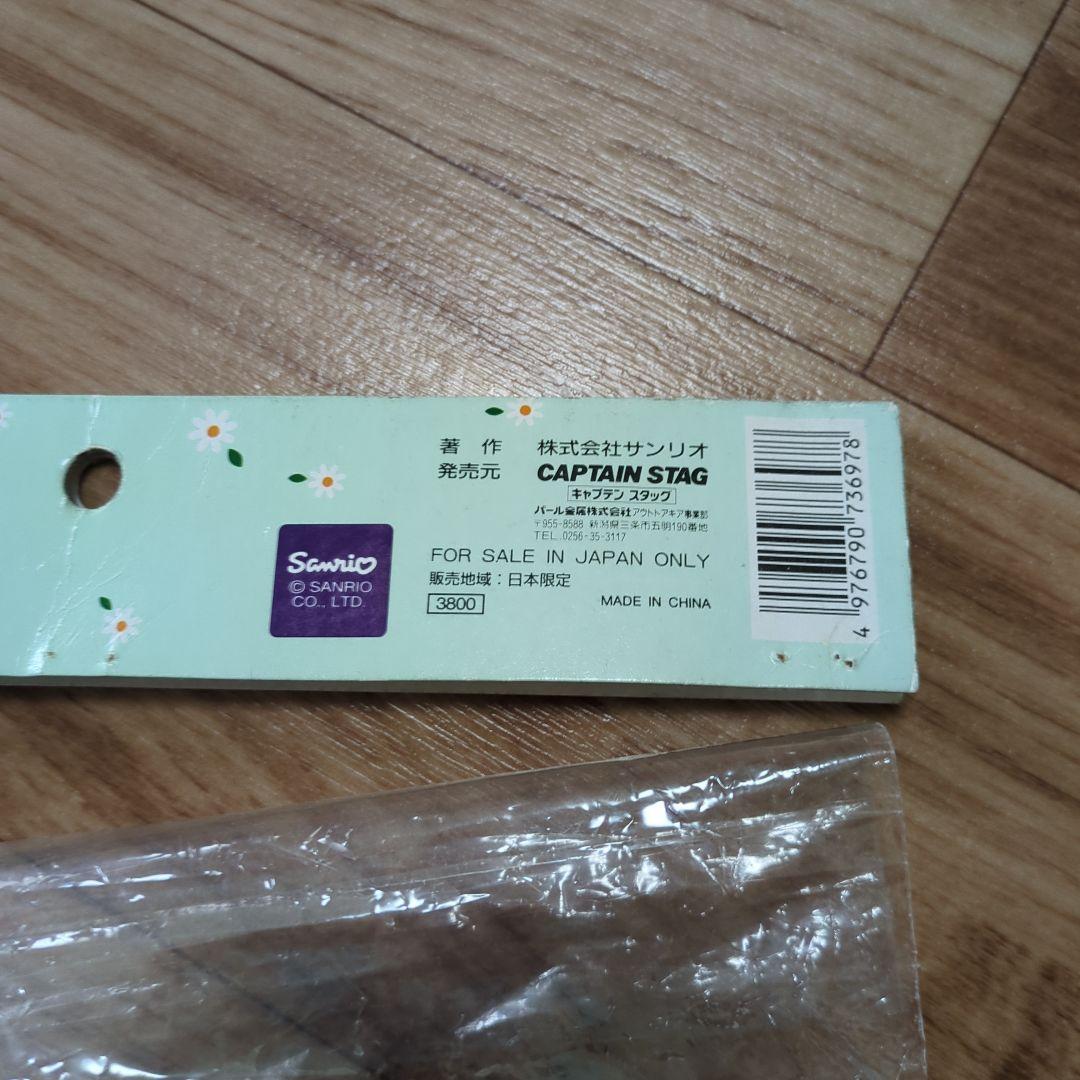 著作 株式会社サンリオ
発売元 CAPTAIN STAG
キャプテン スタッグ
パール金属株式会社アウトドアギア事業部
〒955-8588 新潟県三条市五明190番地
TEL.0256-35-3117
FOR SALE IN JAPAN ONLY
販売地域:日本限定
3800
MADE IN CHINA
Sanrio
© SANRIO
CO., LTD.
4 976790 736978